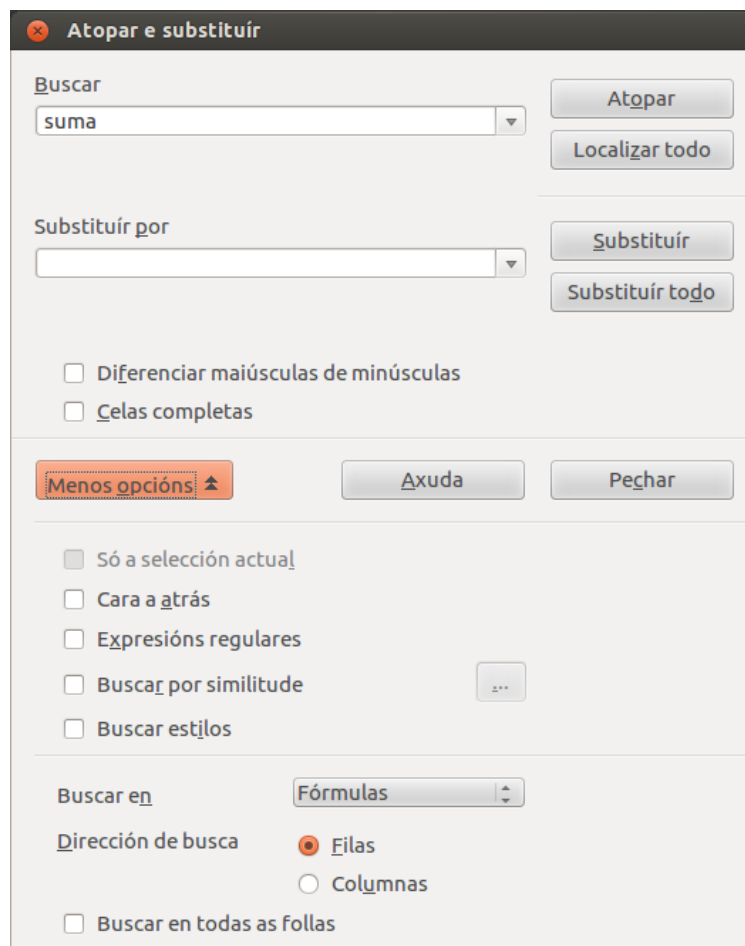 Atopar e substituír
Buscar
suma
Atopar
Localizar todo
Substituír por
Substituír
Substituír todo
Diferenciar maiúsculas de minúsculas
Celas completas
Menos opcións
Axuda
Pechar
Só a selección actual
Cara a atrás
Expresións regulares
Buscar por similitude
...
Buscar estilos
Buscar en
Fórmulas
Dirección de busca
Filas
Columnas
Buscar en todas as follas